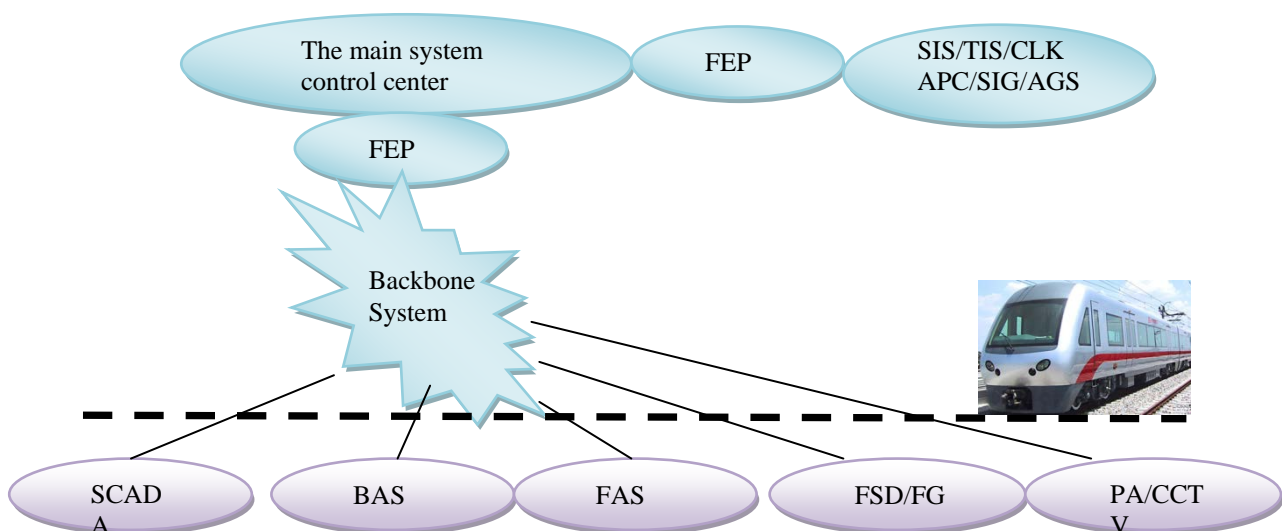 The main system
control center
FEP
SIS/TIS/CLK
APC/SIG/AGS
FEP
Backbone
System
SCAD
A
BAS
FAS
FSD/FG
PA/CCT
V